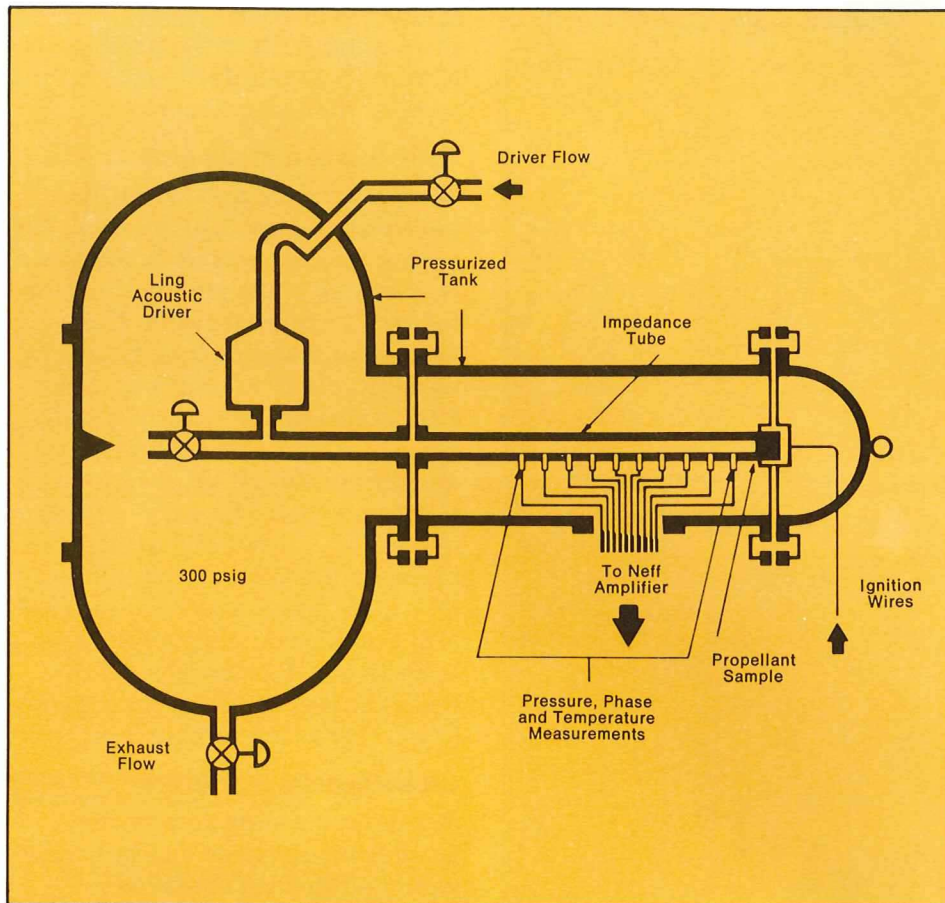 Driver Flow
Pressurized
Tank
Ling
Acoustic
Driver
Impedance
Tube
300 psig
To Neff
Amplifier
Ignition
Wires
Propellant
Sample
Pressure, Phase
and Temperature
Measurements
Exhaust
Flow